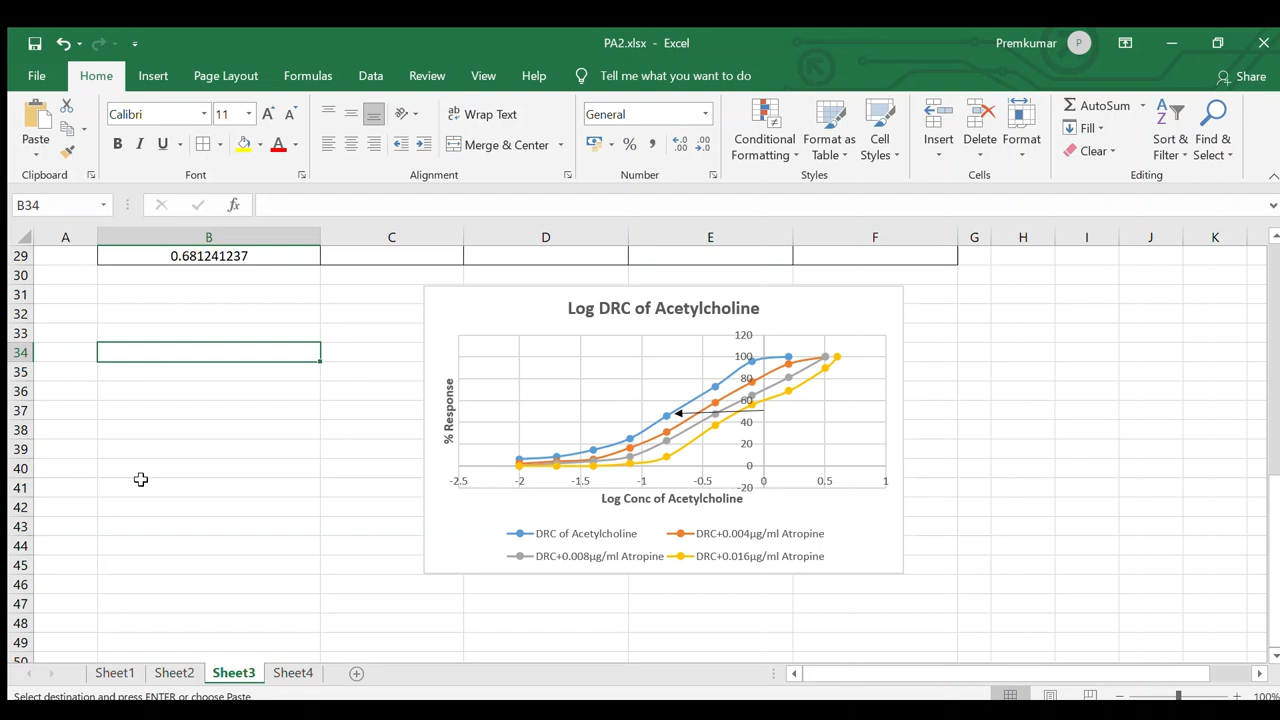 PA2.xlsx - Excel
Premkumar P
File Home Insert Page Layout Formulas Data Review View Help Tell me what you want to do Share
Paste
Calibri 11
B I U A
Wrap Text
Merge & Center
General
Conditional Formatting
Format as Table
Cell Styles
Insert
Delete
Format
AutoSum
Fill
Clear
Sort & Filter
Find & Select
Clipboard Font Alignment Number Styles Cells Editing
B34 fx
A B C D E F G H I J K
29 0.681241237
30
31
32
33
34
35
36
37
38
39
40
41
42
43
44
45
46
47
48
49
50
Log DRC of Acetylcholine
% Response
120
100
80
60
40
20
0
-20
-2.5 -2 -1.5 -1 -0.5 0 0.5 1
Log Conc of Acetylcholine
DRC of Acetylcholine DRC+0.004µg/ml Atropine
DRC+0.008µg/ml Atropine DRC+0.016µg/ml Atropine
Sheet1 Sheet2 Sheet3 Sheet4
Select destination and press ENTER or choose Paste
100%